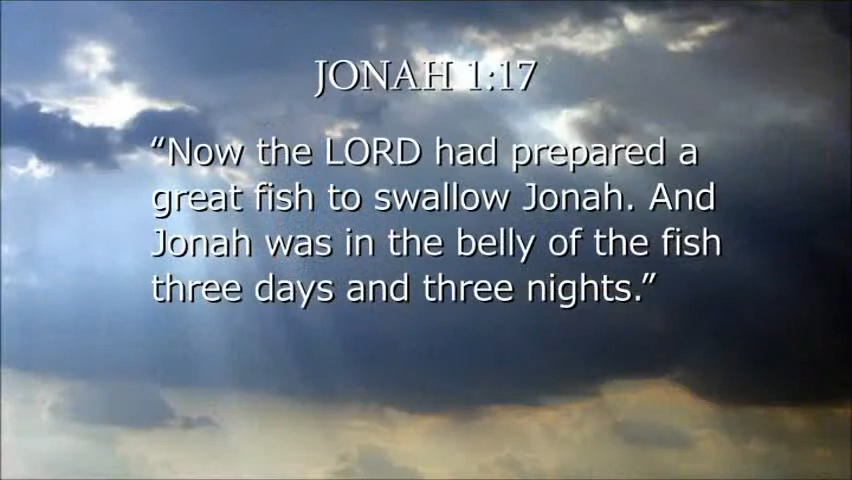 JONAH 1:17
“Now the LORD had prepared a
great fish to swallow Jonah. And
Jonah was in the belly of the fish
three days and three nights.”